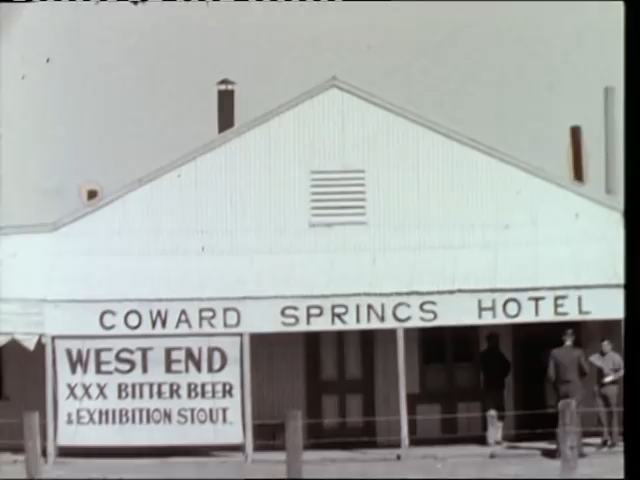 COWARD SPRINGS HOTEL
WEST END
XXX BITTER BEER
& EXHIBITION STOUT.